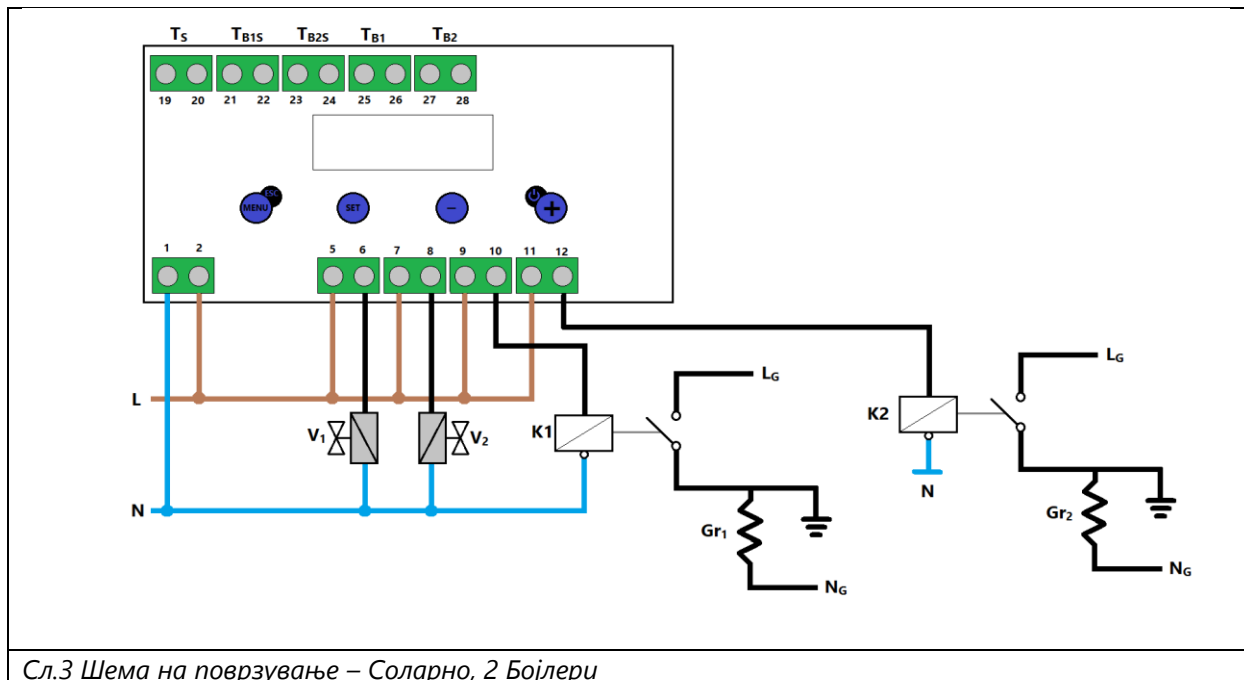 TS TB1S TB2S TB1 TB2
19 20 21 22 23 24 25 26 27 28
MENU ESC SET - +
1 2 5 6 7 8 9 10 11 12
LG
LG
L
V1 V2 K1 K2
N
N
Gr1
Gr2
NG
NG
Сл.3 Шема на поврзување – Соларно, 2 Бојлери